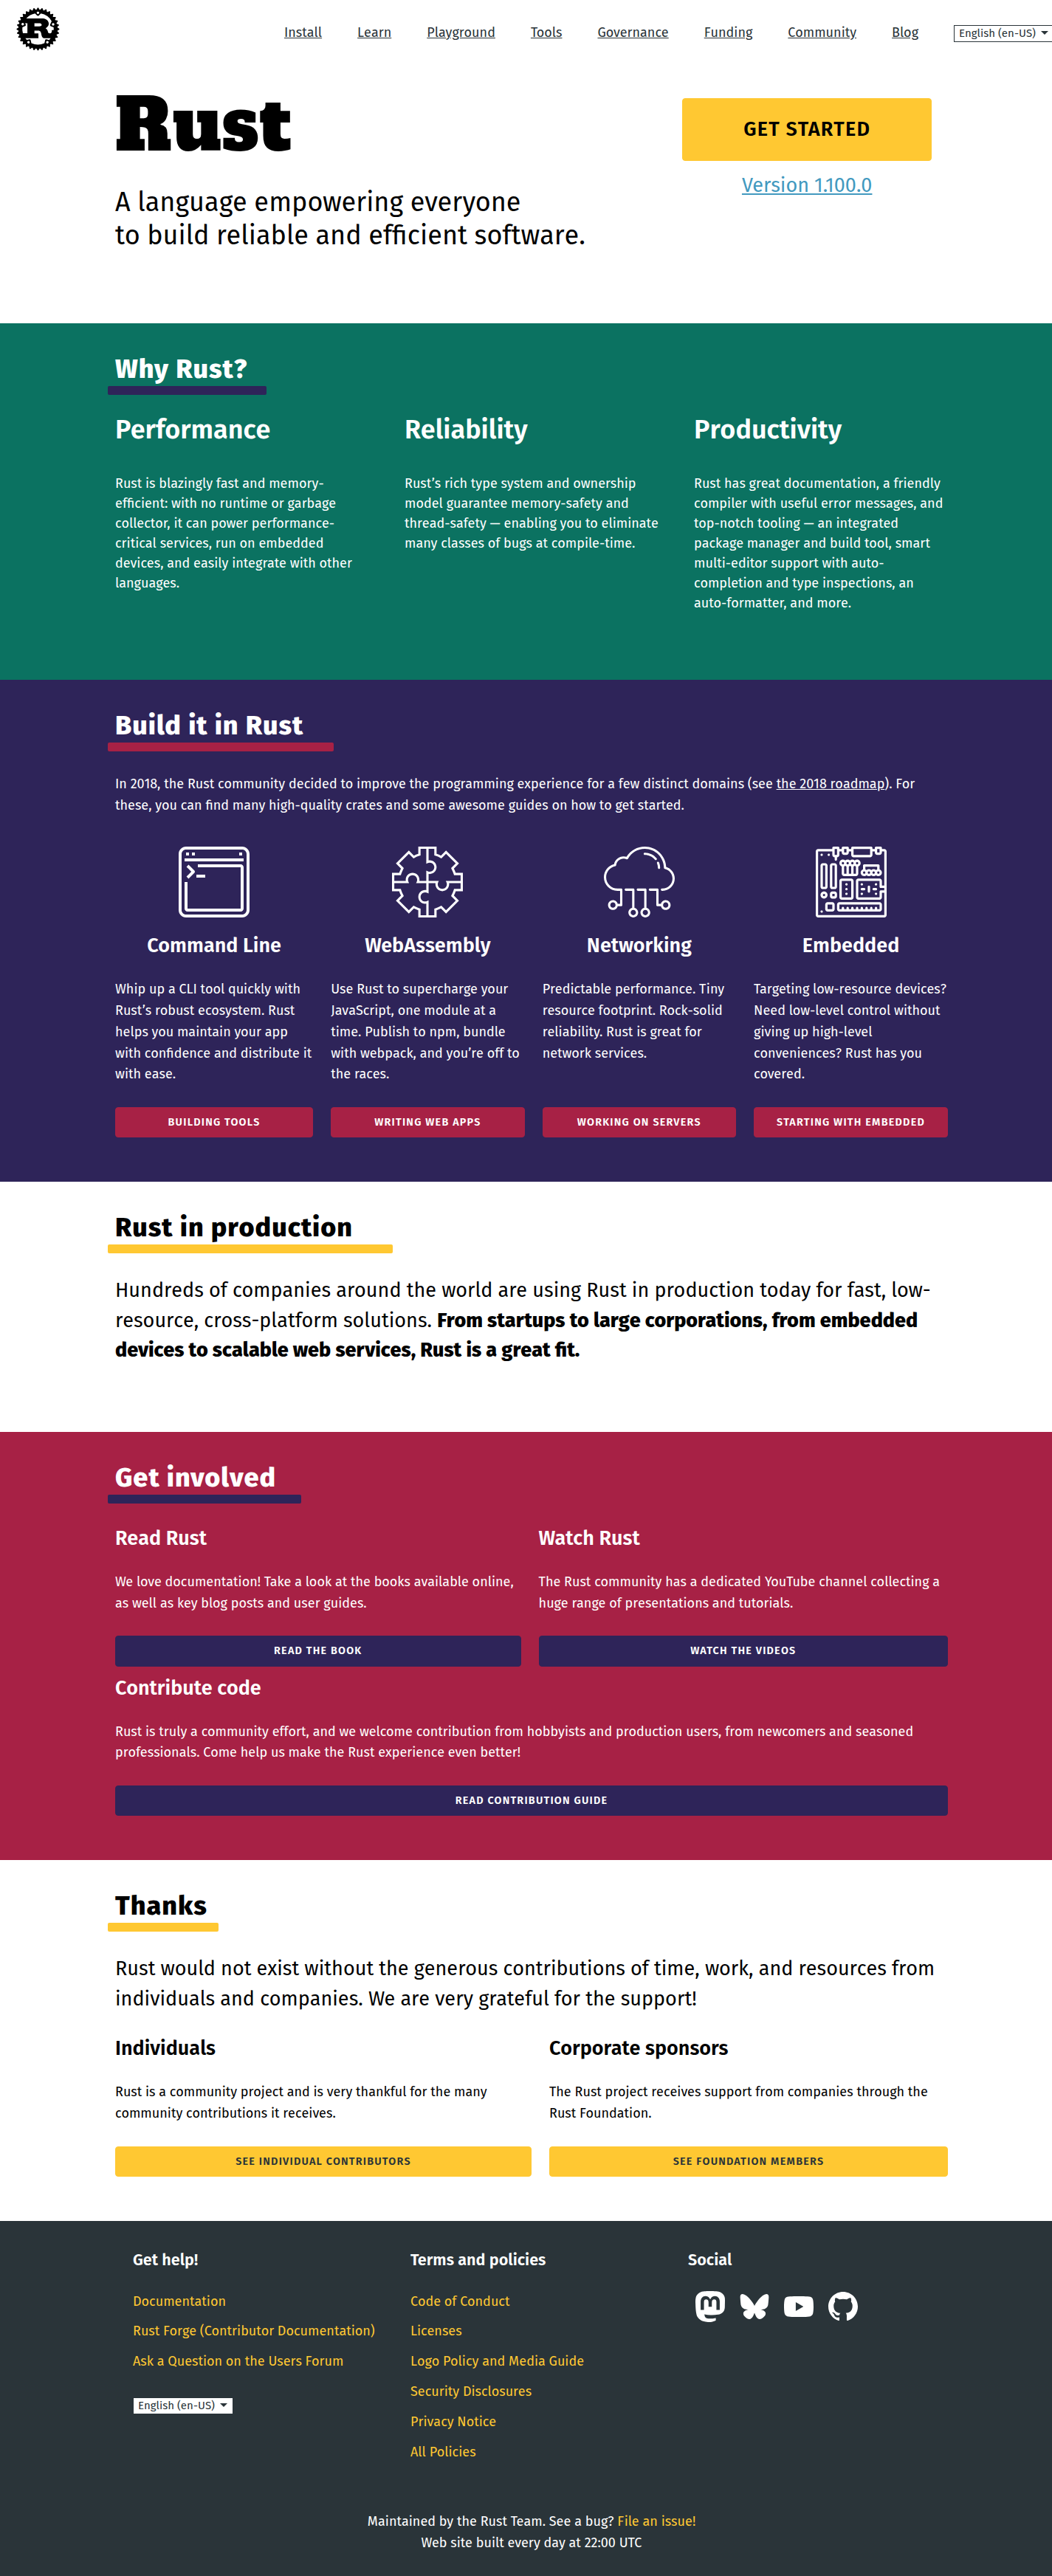 R
Install Learn Playground Tools Governance Funding Community Blog English (en-US)
Rust
GET STARTED
Version 1.100.0
A language empowering everyone
to build reliable and efficient software.
Why Rust?
Performance
Rust is blazingly fast and memory-
efficient: with no runtime or garbage
collector, it can power performance-
critical services, run on embedded
devices, and easily integrate with other
languages.
Reliability
Rust’s rich type system and ownership
model guarantee memory-safety and
thread-safety — enabling you to eliminate
many classes of bugs at compile-time.
Productivity
Rust has great documentation, a friendly
compiler with useful error messages, and
top-notch tooling — an integrated
package manager and build tool, smart
multi-editor support with auto-
completion and type inspections, an
auto-formatter, and more.
Build it in Rust
In 2018, the Rust community decided to improve the programming experience for a few distinct domains (see the 2018 roadmap). For
these, you can find many high-quality crates and some awesome guides on how to get started.
Command Line
Whip up a CLI tool quickly with
Rust’s robust ecosystem. Rust
helps you maintain your app
with confidence and distribute it
with ease.
BUILDING TOOLS
WebAssembly
Use Rust to supercharge your
JavaScript, one module at a
time. Publish to npm, bundle
with webpack, and you’re off to
the races.
WRITING WEB APPS
Networking
Predictable performance. Tiny
resource footprint. Rock-solid
reliability. Rust is great for
network services.
WORKING ON SERVERS
Embedded
Targeting low-resource devices?
Need low-level control without
giving up high-level
conveniences? Rust has you
covered.
STARTING WITH EMBEDDED
Rust in production
Hundreds of companies around the world are using Rust in production today for fast, low-
resource, cross-platform solutions. From startups to large corporations, from embedded
devices to scalable web services, Rust is a great fit.
Get involved
Read Rust
We love documentation! Take a look at the books available online,
as well as key blog posts and user guides.
READ THE BOOK
Watch Rust
The Rust community has a dedicated YouTube channel collecting a
huge range of presentations and tutorials.
WATCH THE VIDEOS
Contribute code
Rust is truly a community effort, and we welcome contribution from hobbyists and production users, from newcomers and seasoned
professionals. Come help us make the Rust experience even better!
READ CONTRIBUTION GUIDE
Thanks
Rust would not exist without the generous contributions of time, work, and resources from
individuals and companies. We are very grateful for the support!
Individuals
Rust is a community project and is very thankful for the many
community contributions it receives.
SEE INDIVIDUAL CONTRIBUTORS
Corporate sponsors
The Rust project receives support from companies through the
Rust Foundation.
SEE FOUNDATION MEMBERS
Get help!
Documentation
Rust Forge (Contributor Documentation)
Ask a Question on the Users Forum
English (en-US)
Terms and policies
Code of Conduct
Licenses
Logo Policy and Media Guide
Security Disclosures
Privacy Notice
All Policies
Social
Maintained by the Rust Team. See a bug? File an issue!
Web site built every day at 22:00 UTC